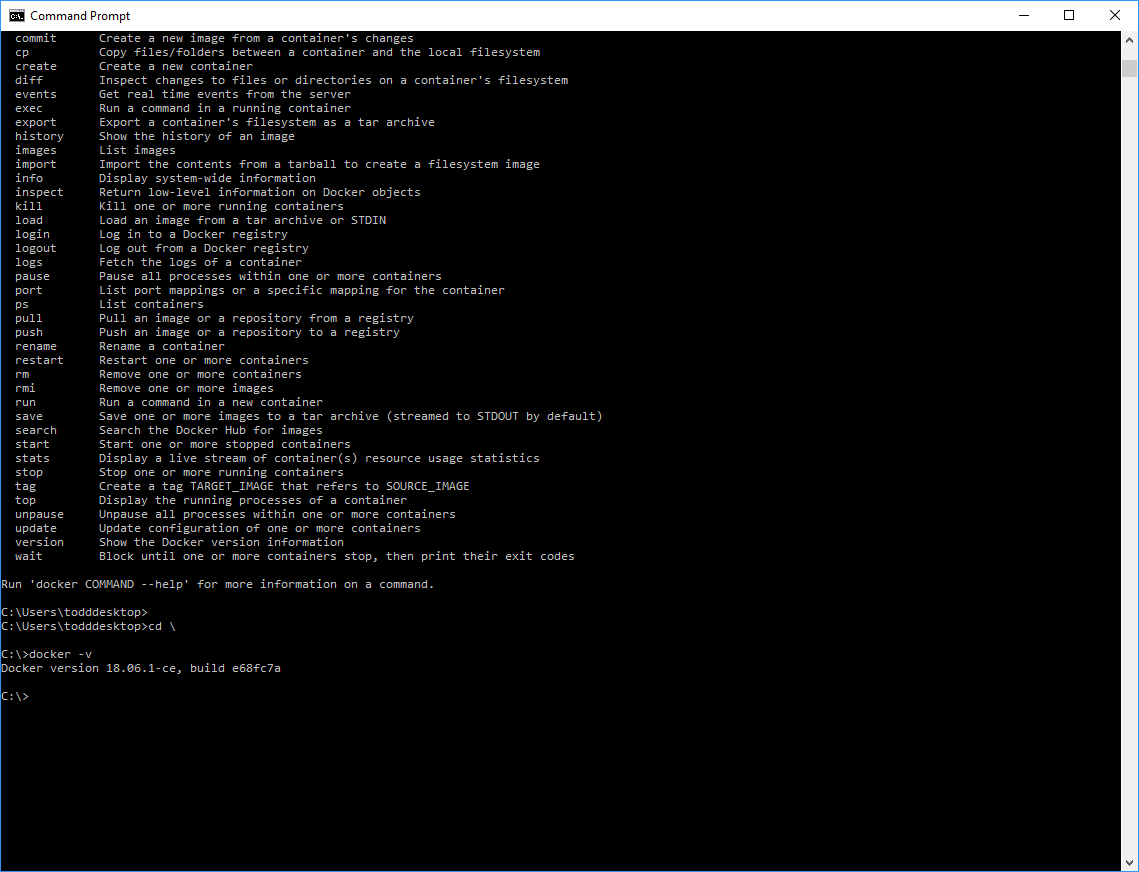 Command Prompt
commit      Create a new image from a container's changes
cp          Copy files/folders between a container and the local filesystem
create      Create a new container
diff        Inspect changes to files or directories on a container's filesystem
events      Get real time events from the server
exec        Run a command in a running container
export      Export a container's filesystem as a tar archive
history     Show the history of an image
images      List images
import      Import the contents from a tarball to create a filesystem image
info        Display system-wide information
inspect     Return low-level information on Docker objects
kill        Kill one or more running containers
load        Load an image from a tar archive or STDIN
login       Log in to a Docker registry
logout      Log out from a Docker registry
logs        Fetch the logs of a container
pause       Pause all processes within one or more containers
port        List port mappings or a specific mapping for the container
ps          List containers
pull        Pull an image or a repository from a registry
push        Push an image or a repository to a registry
rename      Rename a container
restart     Restart one or more containers
rm          Remove one or more containers
rmi         Remove one or more images
run         Run a command in a new container
save        Save one or more images to a tar archive (streamed to STDOUT by default)
search      Search the Docker Hub for images
start       Start one or more stopped containers
stats       Display a live stream of container(s) resource usage statistics
stop        Stop one or more running containers
tag         Create a tag TARGET_IMAGE that refers to SOURCE_IMAGE
top         Display the running processes of a container
unpause     Unpause all processes within one or more containers
update      Update configuration of one or more containers
version     Show the Docker version information
wait        Block until one or more containers stop, then print their exit codes
Run 'docker COMMAND --help' for more information on a command.
C:\Users\todddesktop>
C:\Users\todddesktop>cd \
C:\>docker -v
Docker version 18.06.1-ce, build e68fc7a
C:\>